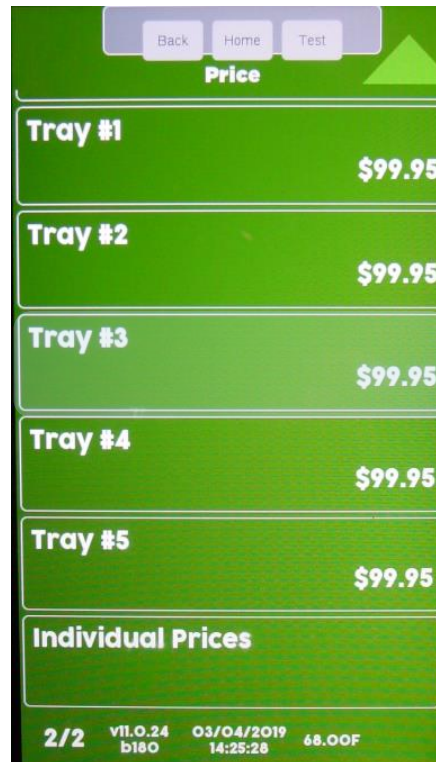 Back Home Test
Price
Tray #1
$99.95
Tray #2
$99.95
Tray #3
$99.95
Tray #4
$99.95
Tray #5
$99.95
Individual Prices
2/2 v11.0.24 03/04/2019 68.00F
b180 14:25:28